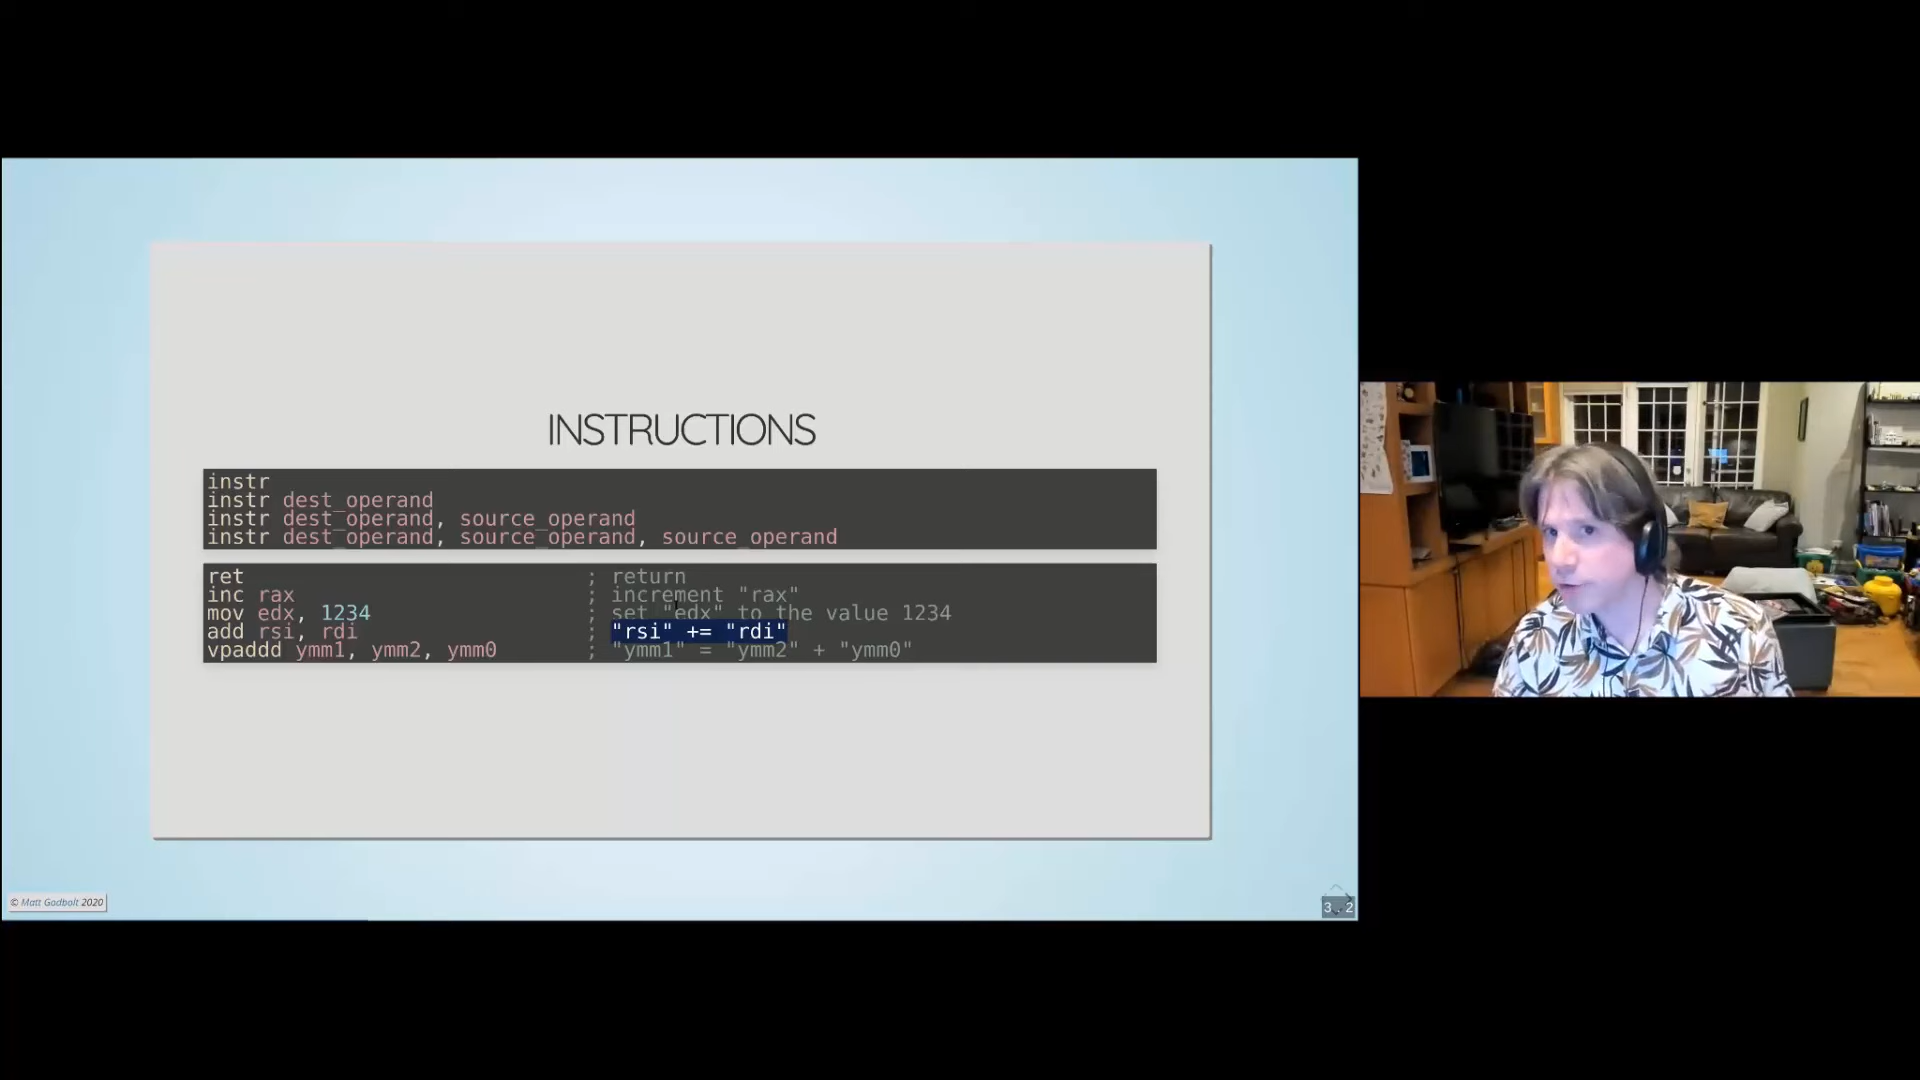 INSTRUCTIONS
instr
instr dest_operand
instr dest_operand, source_operand
instr dest_operand, source_operand, source_operand
ret ; return
inc rax ; increment "rax"
mov edx, 1234 ; set "edx" to the value 1234
add rsi, rdi ; "rsi" += "rdi"
vpaddd ymm1, ymm2, ymm0 ; "ymm1" = "ymm2" + "ymm0"
© Matt Godbolt 2020
3.2